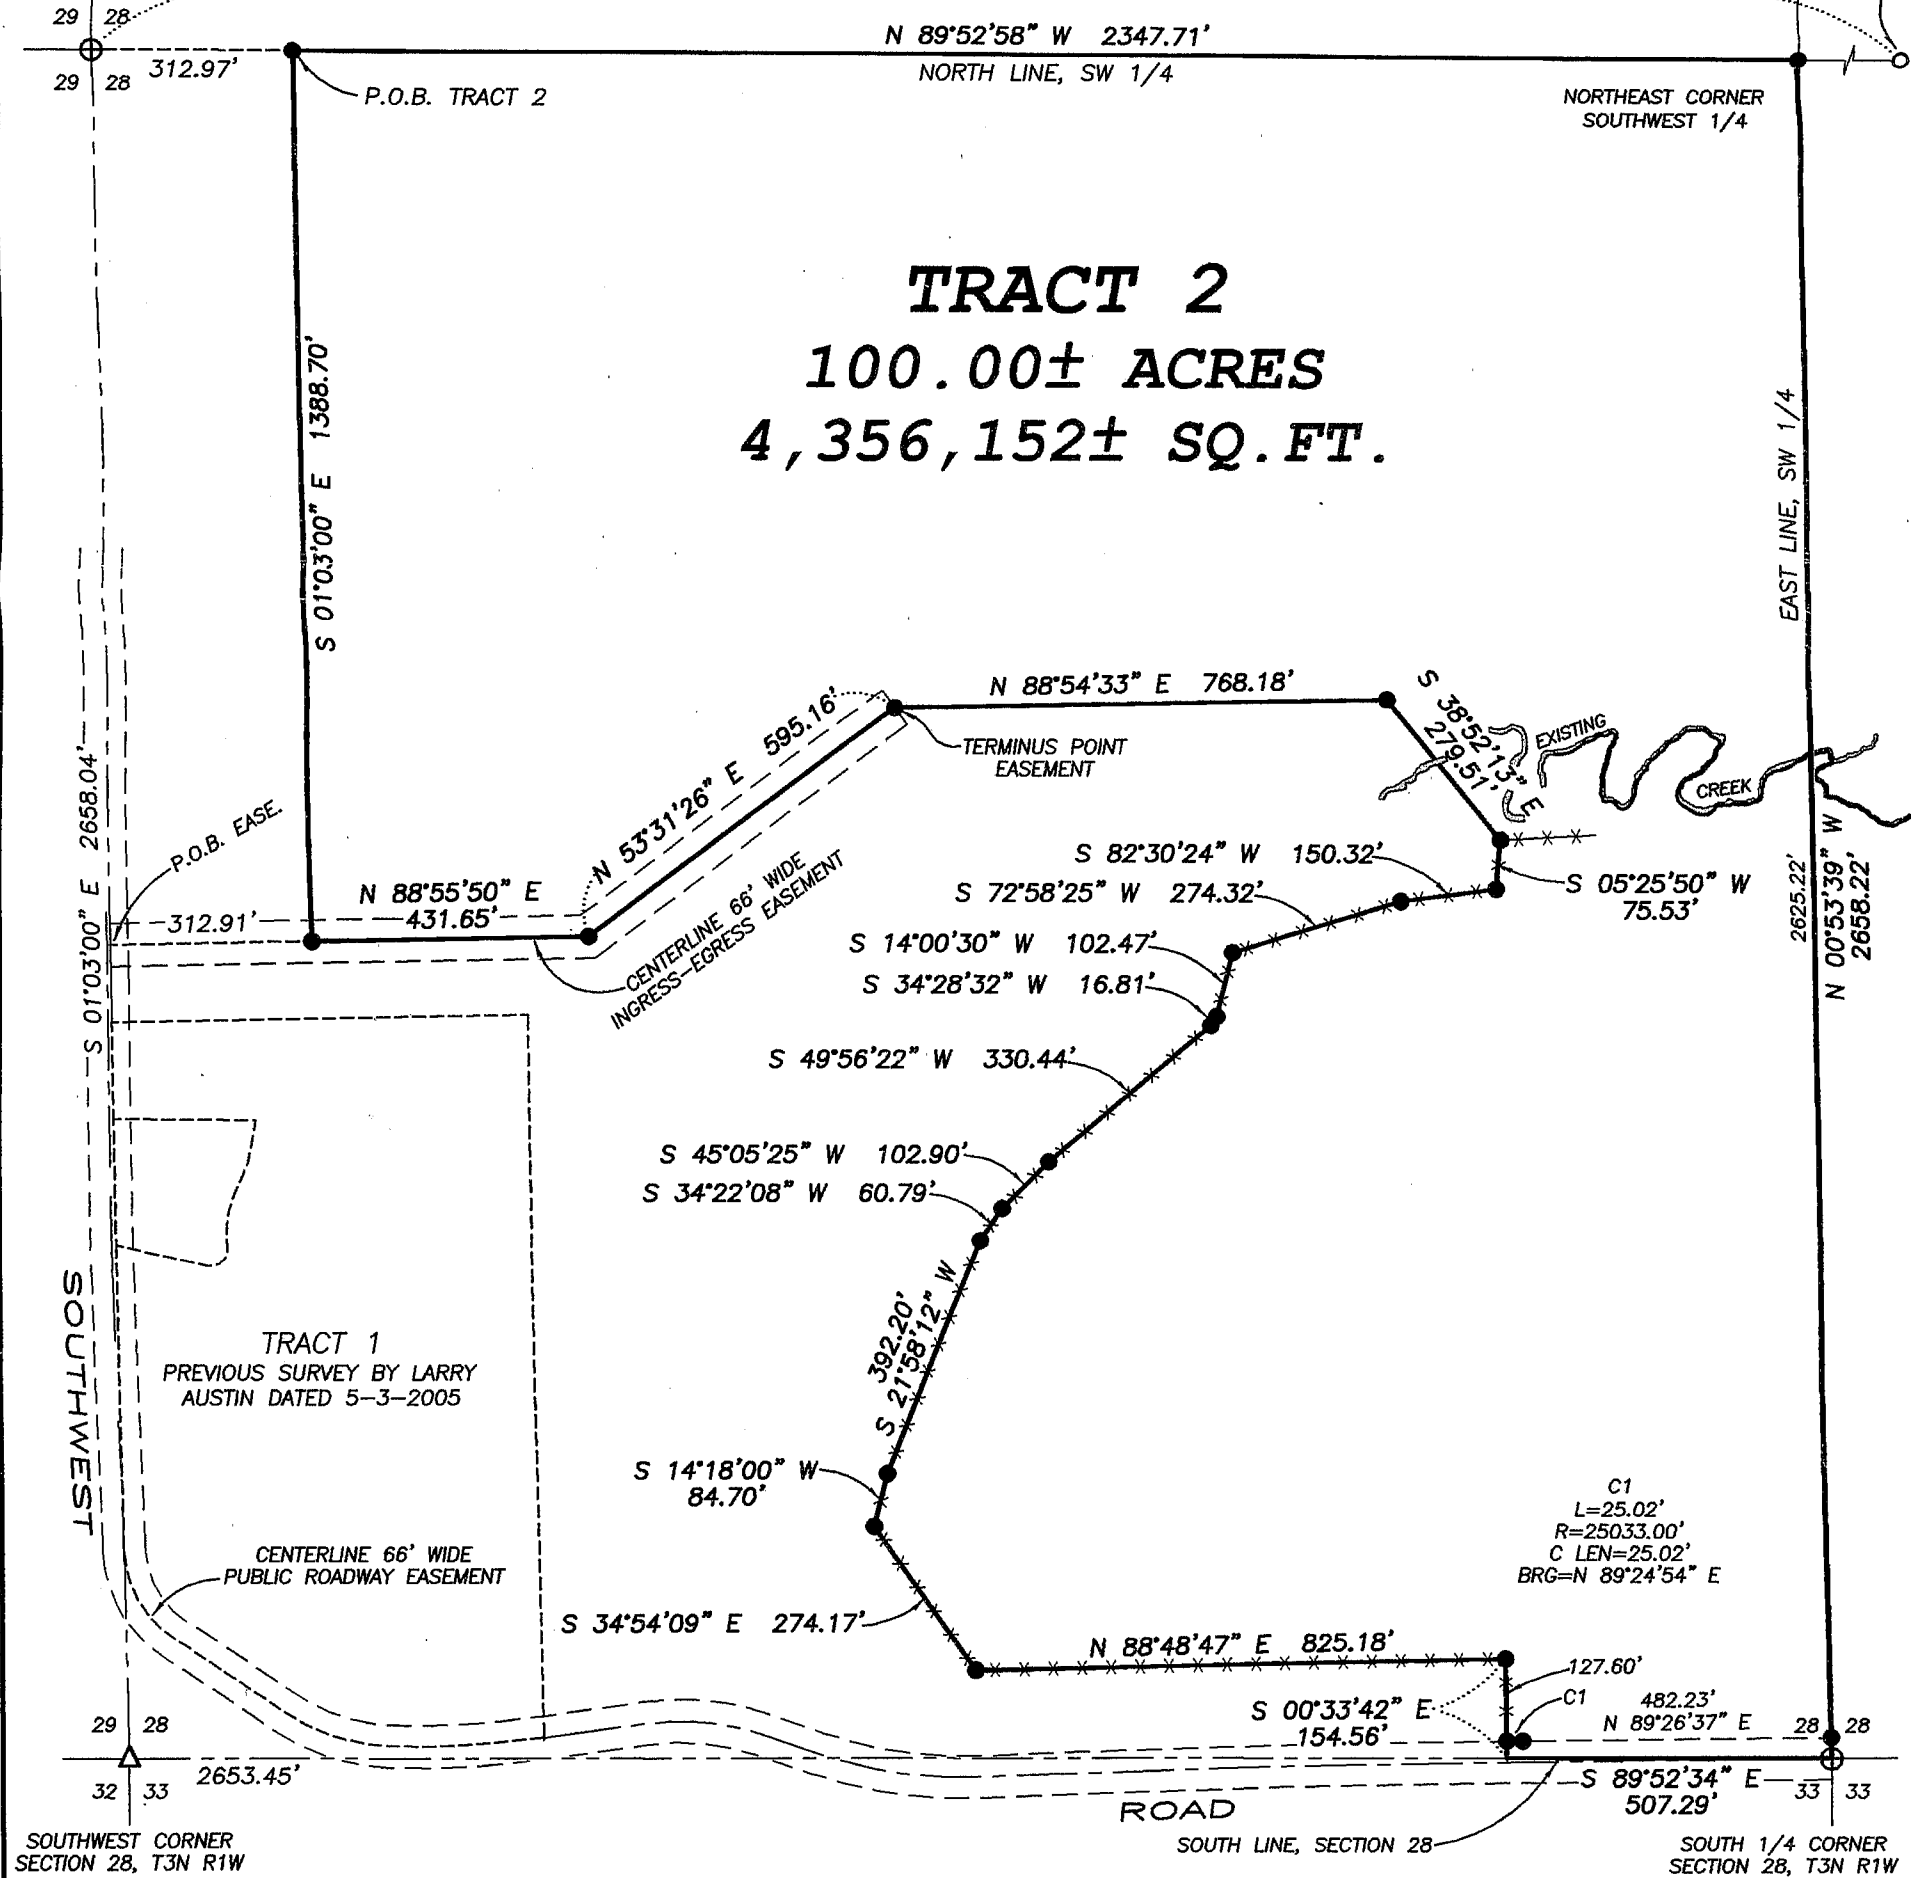 29 28
29 28
312.97'
N 89°52'58" W 2347.71'
NORTH LINE, SW 1/4
P.O.B. TRACT 2
NORTHEAST CORNER
SOUTHWEST 1/4
TRACT 2
100.00± ACRES
4,356,152± SQ.FT.
S 01°03'00" E 1388.70'
EAST LINE, SW 1/4
N 88°54'33" E 768.18'
S 38°52'13" E
279.51'
EXISTING
CREEK
N 53°31'26" E 595.16'
TERMINUS POINT
EASEMENT
S 01°03'00" E 2658.04'
P.O.B. EASE.
312.91'
N 88°55'50" E
431.65'
CENTERLINE 66' WIDE
INGRESS-EGRESS EASEMENT
S 82°30'24" W 150.32'
S 72°58'25" W 274.32'
S 05°25'50" W
75.53'
2625.22'
N 00°53'39" W
2658.22'
S 14°00'30" W 102.47'
S 34°28'32" W 16.81'
S 49°56'22" W 330.44'
S 45°05'25" W 102.90'
S 34°22'08" W 60.79'
392.20'
S 21°58'12" W
SOUTHWEST
TRACT 1
PREVIOUS SURVEY BY LARRY
AUSTIN DATED 5-3-2005
S 14°18'00" W
84.70'
C1
L=25.02'
R=25033.00'
C LEN=25.02'
BRG=N 89°24'54" E
CENTERLINE 66' WIDE
PUBLIC ROADWAY EASEMENT
S 34°54'09" E 274.17'
N 88°48'47" E 825.18'
127.60'
C1
S 00°33'42" E
154.56'
482.23'
N 89°26'37" E
28 28
29 28
32 33
2653.45'
S 89°52'34" E
507.29'
33 33
ROAD
SOUTH LINE, SECTION 28
SOUTHWEST CORNER
SECTION 28, T3N R1W
SOUTH 1/4 CORNER
SECTION 28, T3N R1W